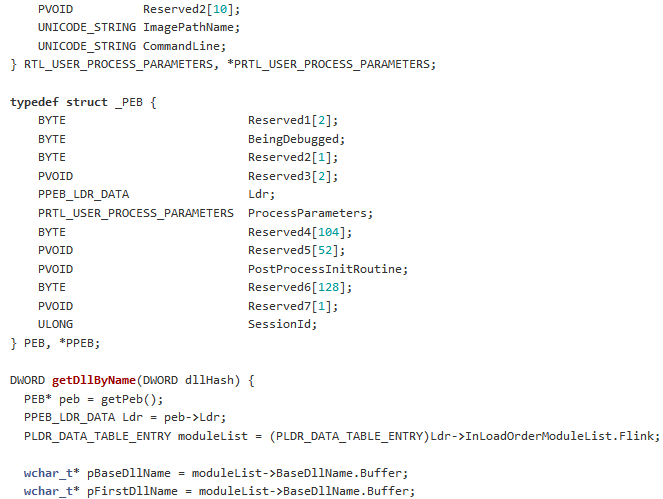 PVOID Reserved2[10];
UNICODE_STRING ImagePathName;
UNICODE_STRING CommandLine;
} RTL_USER_PROCESS_PARAMETERS, *PRTL_USER_PROCESS_PARAMETERS;
typedef struct _PEB {
BYTE Reserved1[2];
BYTE BeingDebugged;
BYTE Reserved2[1];
PVOID Reserved3[2];
PPEB_LDR_DATA Ldr;
PRTL_USER_PROCESS_PARAMETERS ProcessParameters;
BYTE Reserved4[104];
PVOID Reserved5[52];
PVOID PostProcessInitRoutine;
BYTE Reserved6[128];
PVOID Reserved7[1];
ULONG SessionId;
} PEB, *PPEB;
DWORD getDllByName(DWORD dllHash) {
PEB* peb = getPeb();
PPEB_LDR_DATA Ldr = peb->Ldr;
PLDR_DATA_TABLE_ENTRY moduleList = (PLDR_DATA_TABLE_ENTRY)Ldr->InLoadOrderModuleList.Flink;
wchar_t* pBaseDllName = moduleList->BaseDllName.Buffer;
wchar_t* pFirstDllName = moduleList->BaseDllName.Buffer;